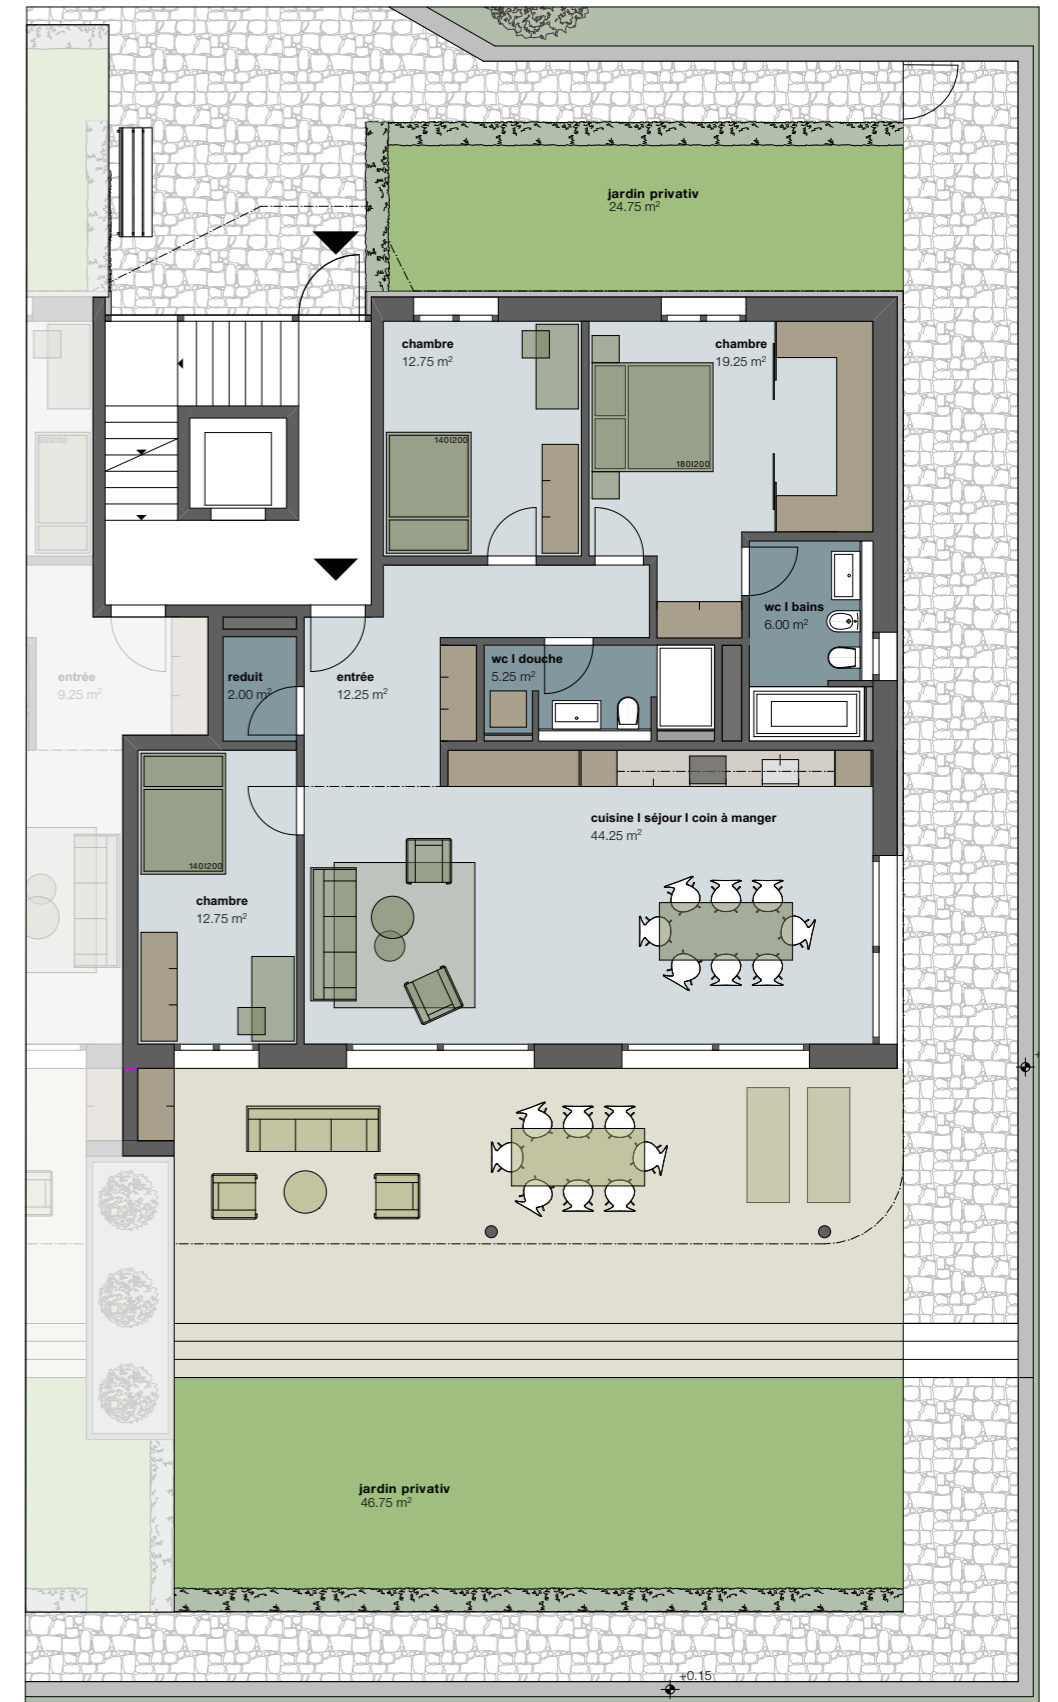 jardin privativ
24.75 m²
chambre
12.75 m²
chambre
19.25 m²
140|200
90|200
180|200
wc | bains
6.00 m²
wc | douche
5.25 m²
entrée
9.25 m²
reduit
2.00 m²
entrée
12.25 m²
cuisine | séjour | coin à manger
44.25 m²
140|200
chambre
12.75 m²
jardin privativ
46.75 m²
+0.15